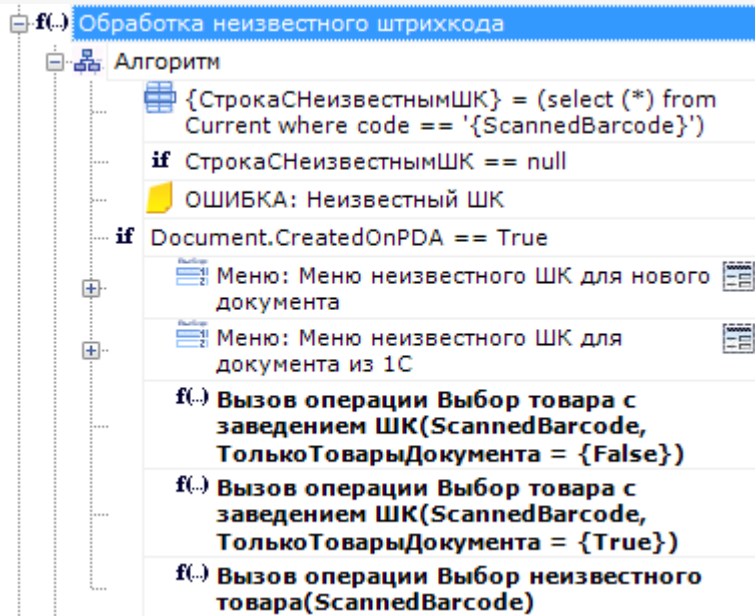 f(..) Обработка неизвестного штрихкода
Алгоритм
{СтрокаСНеизвестнымШК} = (select (*) from
Current where code == '{ScannedBarcode}')
if СтрокаСНеизвестнымШК == null
ОШИБКА: Неизвестный ШК
if Document.CreatedOnPDA == True
Меню: Меню неизвестного ШК для нового
документа
Меню: Меню неизвестного ШК для
документа из 1С
f(..) Вызов операции Выбор товара с
заведением ШК(ScannedBarcode,
ТолькоТоварыДокумента = {False})
f(..) Вызов операции Выбор товара с
заведением ШК(ScannedBarcode,
ТолькоТоварыДокумента = {True})
f(..) Вызов операции Выбор неизвестного
товара(ScannedBarcode)